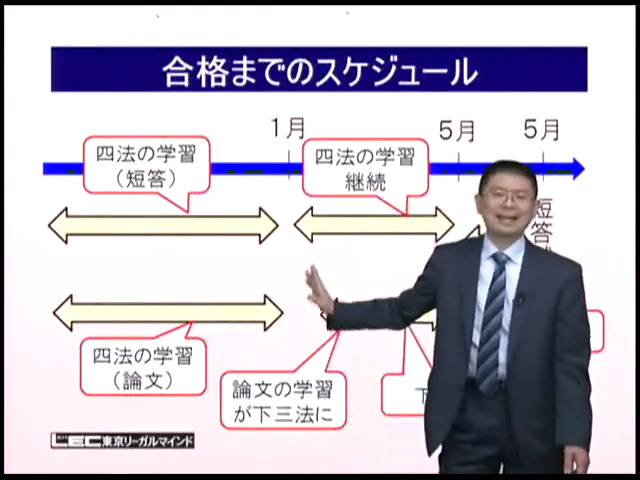 合格までのスケジュール
1月
5月
5月
四法の学習
（短答）
四法の学習
継続
短答
四法の学習
（論文）
論文の学習
が下三法に
下
LEC東京リーガルマインド